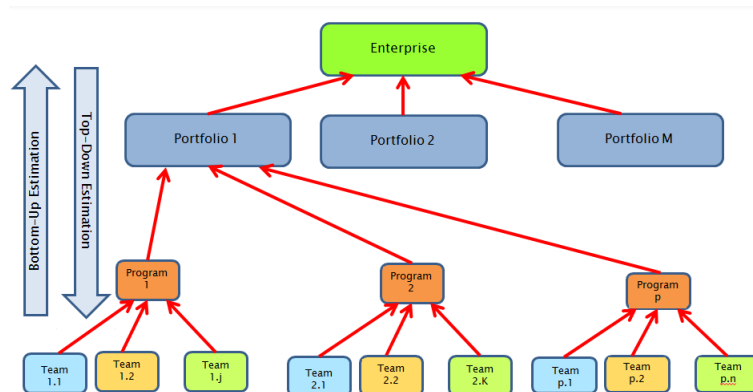 Enterprise
Bottom-Up Estimation
Top-Down Estimation
Portfolio 1
Portfolio 2
Portfolio M
Program
1
Program
2
Program
p
Team
1.1
Team
1.2
Team
1.j
Team
2.1
Team
2.2
Team
2.K
Team
p.1
Team
p.2
Team
p.n